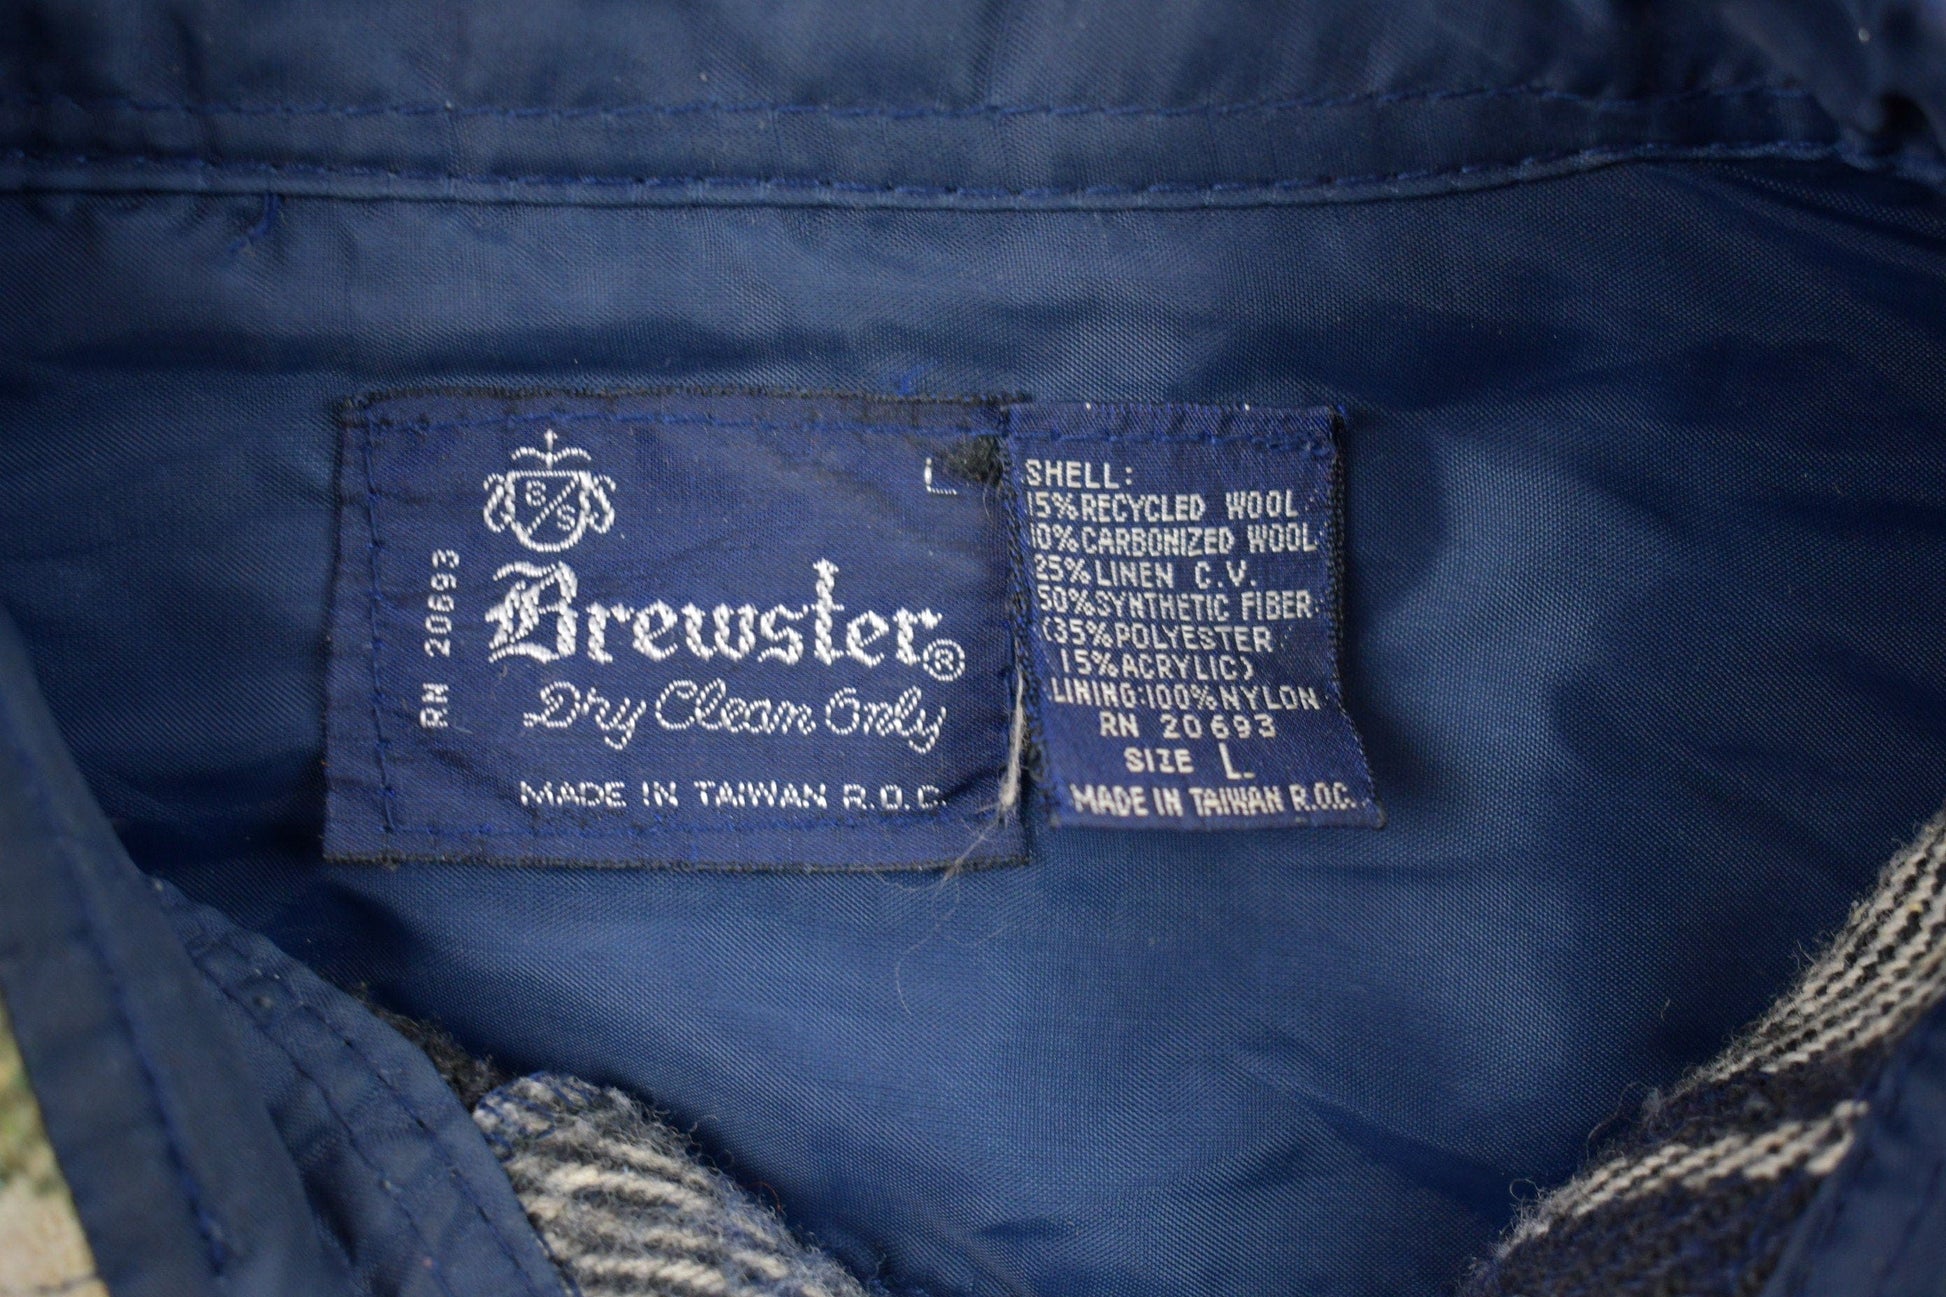 L
B/S
RN 20693
Brewster®
Dry Clean Only
MADE IN TAIWAN R.O.C.
SHELL:
15% RECYCLED WOOL
10% CARBONIZED WOOL
25% LINEN C.V.
50% SYNTHETIC FIBER
(35% POLYESTER
15% ACRYLIC)
LINING:100% NYLON
RN 20693
SIZE L.
MADE IN TAIWAN R.O.C.